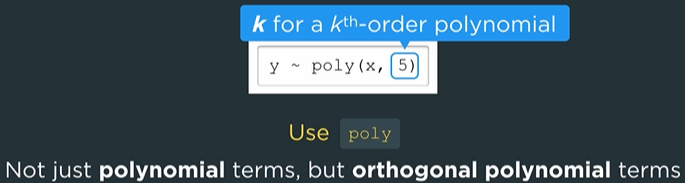 k for a kth-order polynomial
y ~ poly(x, 5)
Use poly
Not just polynomial terms, but orthogonal polynomial terms